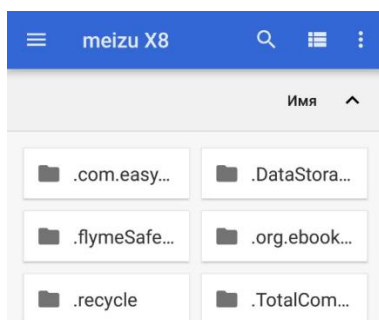 meizu X8
Имя
.com.easy... .DataStora...
.flymeSafe... .org.ebook...
.recycle .TotalCom...